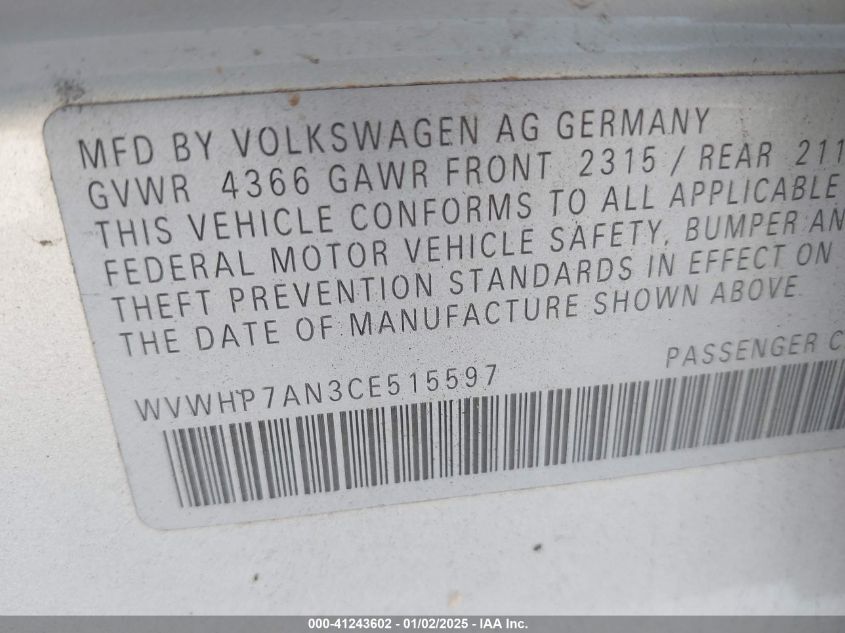 MFD BY VOLKSWAGEN AG GERMANY
GVWR 4366 GAWR FRONT 2315 / REAR 211
THIS VEHICLE CONFORMS TO ALL APPLICABLE
FEDERAL MOTOR VEHICLE SAFETY, BUMPER AN
THEFT PREVENTION STANDARDS IN EFFECT ON
THE DATE OF MANUFACTURE SHOWN ABOVE
WVWHP7AN3CE515597
PASSENGER C
000-41243602 - 01/02/2025 - IAA Inc.